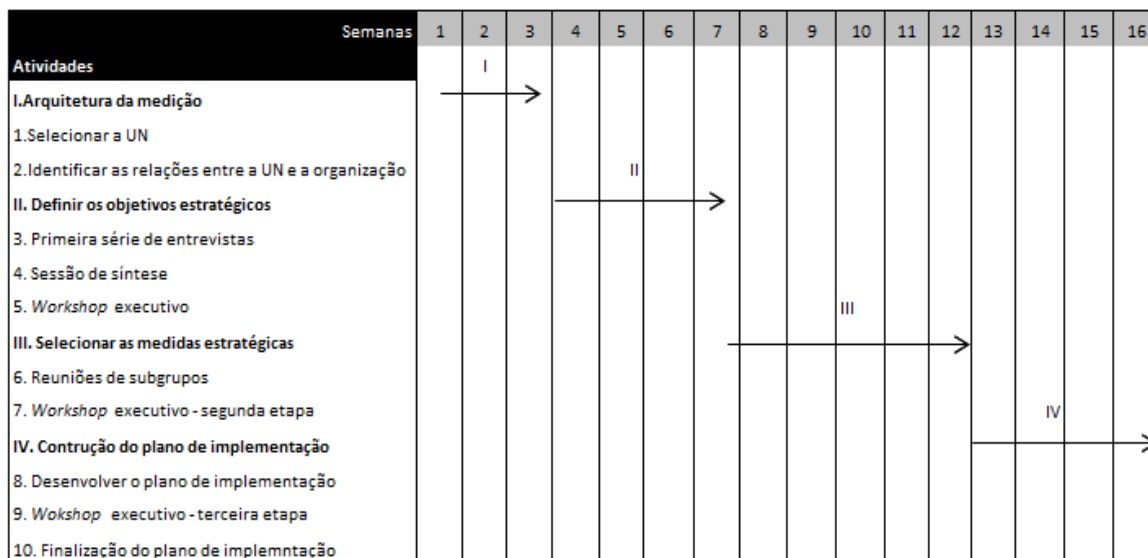 Semanas 1 2 3 4 5 6 7 8 9 10 11 12 13 14 15 16
Atividades I
I.Arquitetura da medição
1.Selecionar a UN
2.Identificar as relações entre a UN e a organização II
II. Definir os objetivos estratégicos
3. Primeira série de entrevistas
4. Sessão de síntese
5. Workshop executivo III
III. Selecionar as medidas estratégicas
6. Reuniões de subgrupos
7. Workshop executivo - segunda etapa IV
IV. Contrução do plano de implementação
8. Desenvolver o plano de implementação
9. Wokshop executivo - terceira etapa
10. Finalização do plano de implemntação